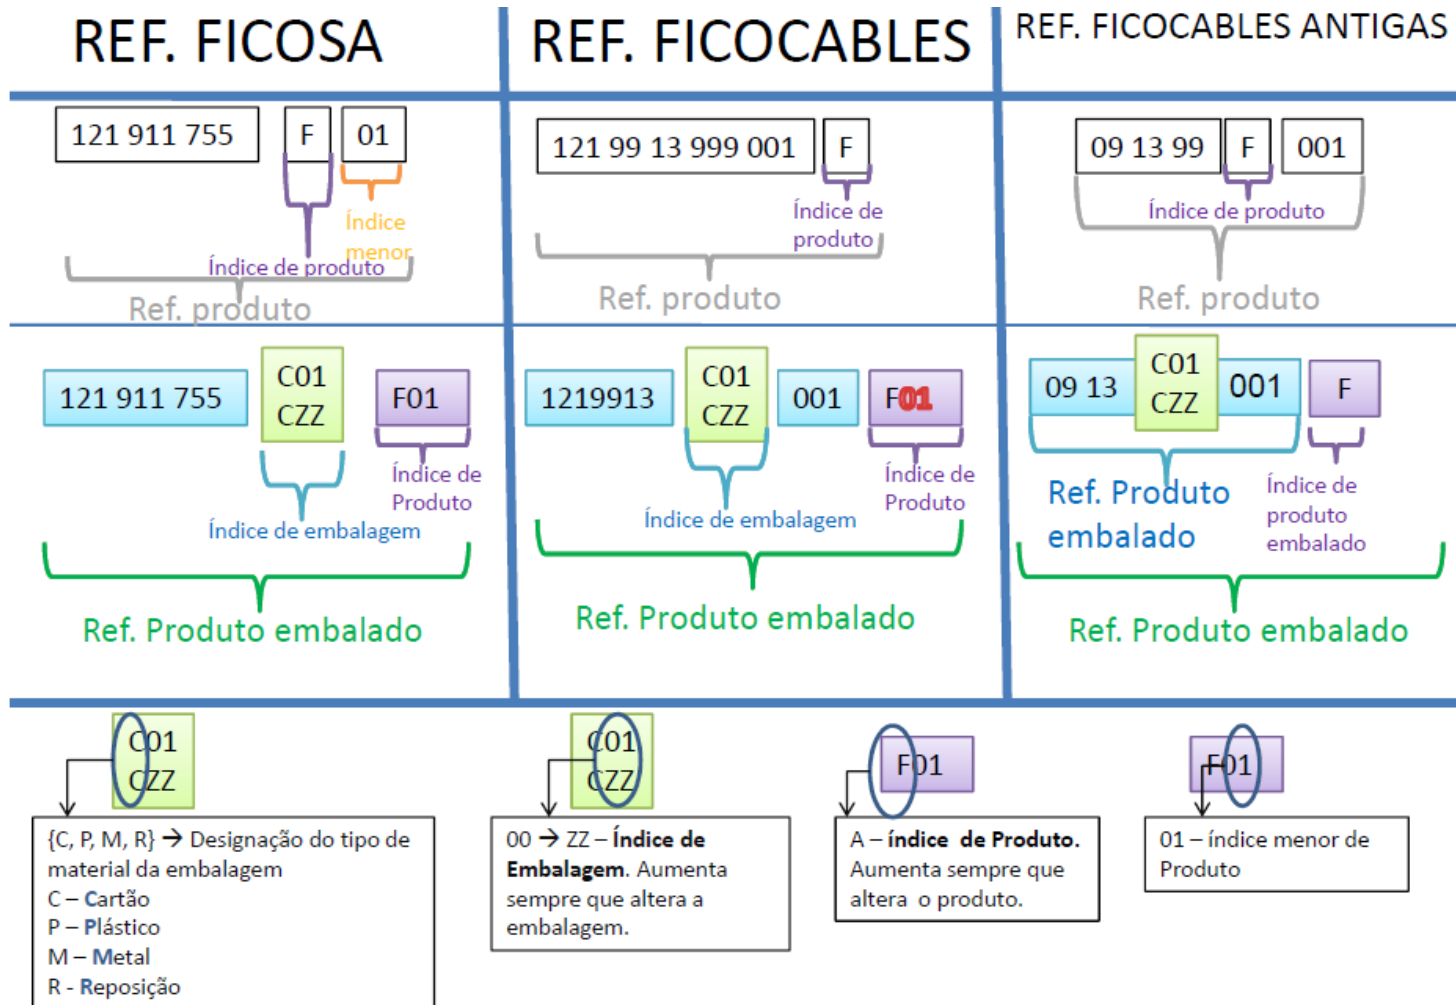 REF. FICOSA
REF. FICOCABLES
REF. FICOCABLES ANTIGAS
121 911 755
F
01
Índice
menor
Índice de produto
Ref. produto
121 99 13 999 001
F
Índice de
produto
Ref. produto
09 13 99
F
001
Índice de produto
Ref. produto
121 911 755
C01
CZZ
F01
Índice de
Produto
Índice de embalagem
Ref. Produto embalado
1219913
C01
CZZ
001
F01
Índice de
Produto
Índice de embalagem
Ref. Produto embalado
09 13
C01
CZZ
001
F
Ref. Produto
embalado
Índice de
produto
embalado
Ref. Produto embalado
C01
CZZ
{C, P, M, R} → Designação do tipo de
material da embalagem
C – Cartão
P – Plástico
M – Metal
R - Reposição
C01
CZZ
00 → ZZ – Índice de
Embalagem. Aumenta
sempre que altera a
embalagem.
F01
A – índice de Produto.
Aumenta sempre que
altera o produto.
F01
01 – índice menor de
Produto